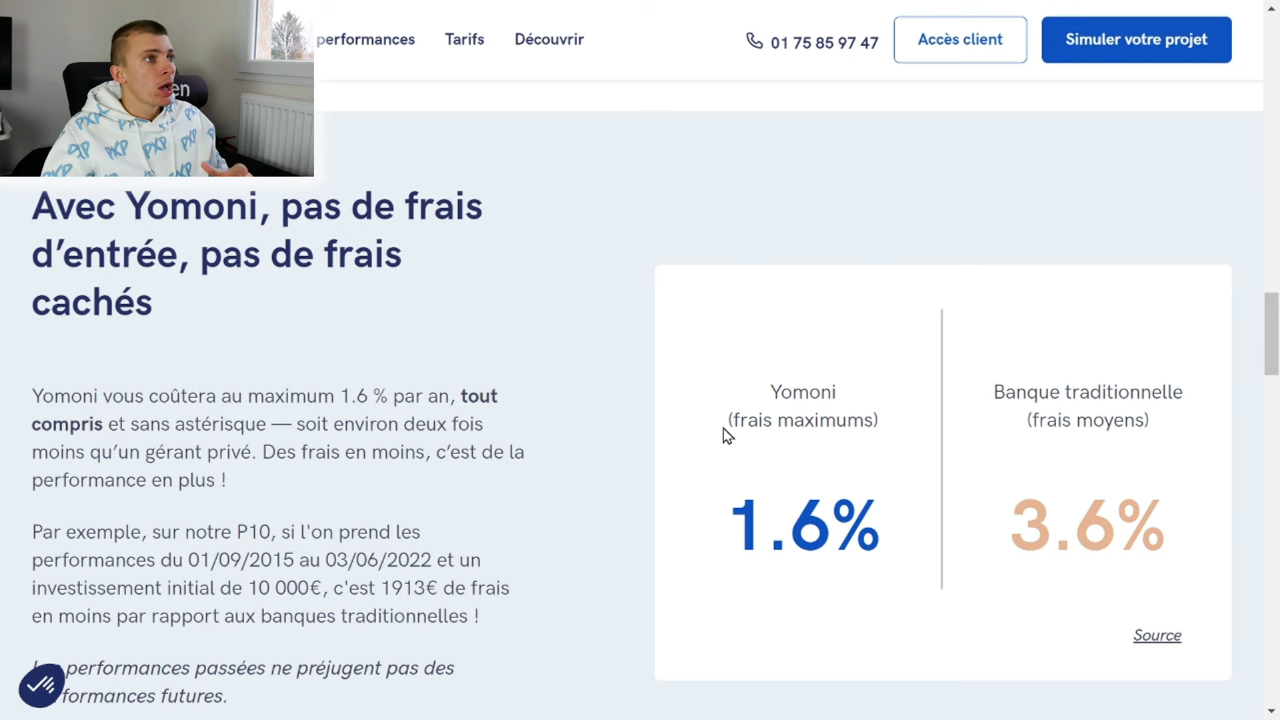 performances
Tarifs
Découvrir
01 75 85 97 47
Accès client
Simuler votre projet
en
PXP PXP PXP
Avec Yomoni, pas de frais
d’entrée, pas de frais
cachés
Yomoni vous coûtera au maximum 1.6 % par an, tout
compris et sans astérisque — soit environ deux fois
moins qu’un gérant privé. Des frais en moins, c’est de la
performance en plus !
Par exemple, sur notre P10, si l'on prend les
performances du 01/09/2015 au 03/06/2022 et un
investissement initial de 10 000€, c'est 1913€ de frais
en moins par rapport aux banques traditionnelles !
performances passées ne préjugent pas des
formances futures.
Yomoni
(frais maximums)
1.6%
Banque traditionnelle
(frais moyens)
3.6%
Source